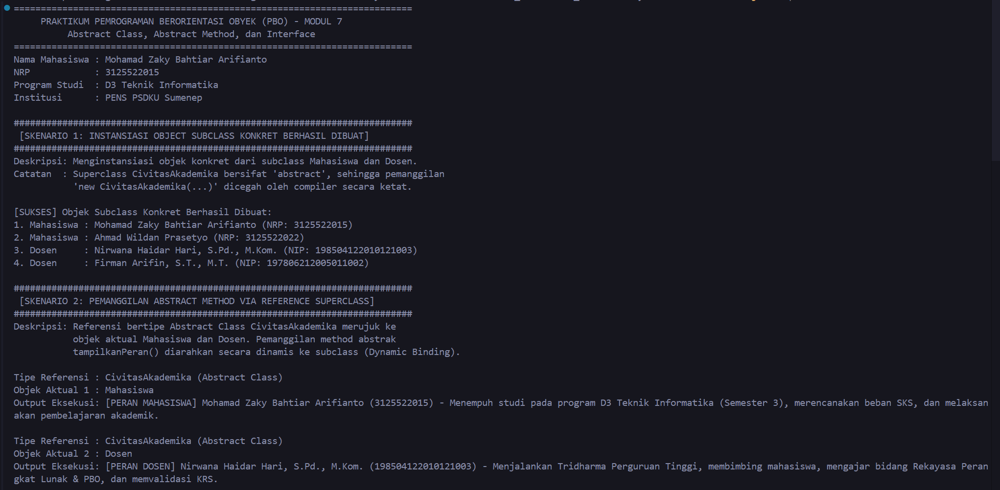 ==========================================================================
PRAKTIKUM PEMROGRAMAN BERORIENTASI OBYEK (PBO) - MODUL 7
Abstract Class, Abstract Method, dan Interface
==========================================================================
Nama Mahasiswa : Mohamad Zaky Bahtiar Arifianto
NRP : 3125522015
Program Studi : D3 Teknik Informatika
Institusi : PENS PSDKU Sumenep
##########################################################################
[SKENARIO 1: INSTANSIASI OBJECT SUBCLASS KONKRET BERHASIL DIBUAT]
##########################################################################
Deskripsi: Menginstansiasi objek konkret dari subclass Mahasiswa dan Dosen.
Catatan : Superclass CivitasAkademika bersifat 'abstract', sehingga pemanggilan
'new CivitasAkademika(...)' dicegah oleh compiler secara ketat.
[SUKSES] Objek Subclass Konkret Berhasil Dibuat:
1. Mahasiswa : Mohamad Zaky Bahtiar Arifianto (NRP: 3125522015)
2. Mahasiswa : Ahmad Wildan Prasetyo (NRP: 3125522022)
3. Dosen : Nirwana Haidar Hari, S.Pd., M.Kom. (NIP: 198504122010121003)
4. Dosen : Firman Arifin, S.T., M.T. (NIP: 197806212005011002)
##########################################################################
[SKENARIO 2: PEMANGGILAN ABSTRACT METHOD VIA REFERENCE SUPERCLASS]
##########################################################################
Deskripsi: Referensi bertipe Abstract Class CivitasAkademika merujuk ke
objek aktual Mahasiswa dan Dosen. Pemanggilan method abstrak
tampilkanPeran() diarahkan secara dinamis ke subclass (Dynamic Binding).
Tipe Referensi : CivitasAkademika (Abstract Class)
Objek Aktual 1 : Mahasiswa
Output Eksekusi: [PERAN MAHASISWA] Mohamad Zaky Bahtiar Arifianto (3125522015) - Menempuh studi pada program D3 Teknik Informatika (Semester 3), merencanakan beban SKS, dan melaksan
akan pembelajaran akademik.
Tipe Referensi : CivitasAkademika (Abstract Class)
Objek Aktual 2 : Dosen
Output Eksekusi: [PERAN DOSEN] Nirwana Haidar Hari, S.Pd., M.Kom. (198504122010121003) - Menjalankan Tridharma Perguruan Tinggi, membimbing mahasiswa, mengajar bidang Rekayasa Peran
gkat Lunak & PBO, dan memvalidasi KRS.